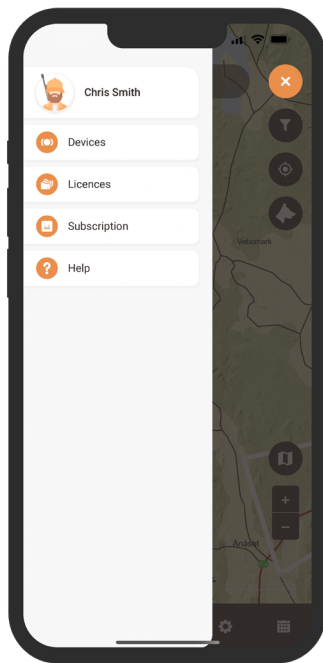 Chris Smith
Devices
Licences
Subscription
? Help
Vebomark
+
−
Ånäset